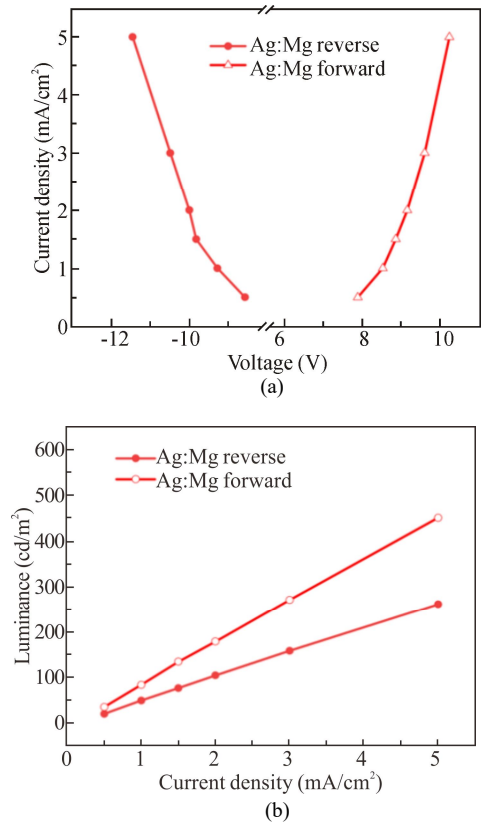 5
4
3
2
1
0
Current density (mA/cm²)
Ag:Mg reverse
Ag:Mg forward
-12 -10 6 8 10
Voltage (V)
(a)
600
500
450
300
200
100
0
Luminance (cd/m²)
Ag:Mg reverse
Ag:Mg forward
0 1 2 3 4 5
Current density (mA/cm²)
(b)